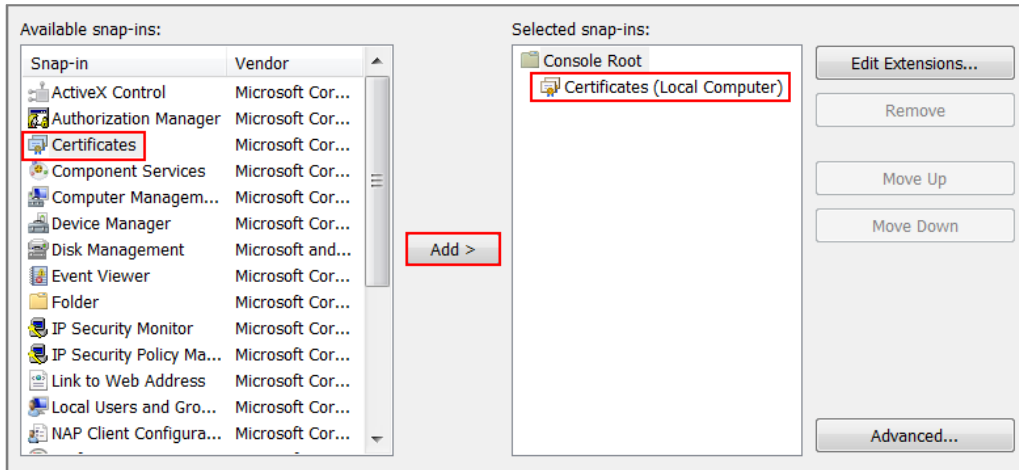 Available snap-ins:
Snap-in Vendor
ActiveX Control Microsoft Cor...
Authorization Manager Microsoft Cor...
Certificates Microsoft Cor...
Component Services Microsoft Cor...
Computer Managem... Microsoft Cor...
Device Manager Microsoft Cor...
Disk Management Microsoft and...
Event Viewer Microsoft Cor...
Folder Microsoft Cor...
IP Security Monitor Microsoft Cor...
IP Security Policy Ma... Microsoft Cor...
Link to Web Address Microsoft Cor...
Local Users and Gro... Microsoft Cor...
NAP Client Configura... Microsoft Cor...
Add >
Selected snap-ins:
Console Root
Certificates (Local Computer)
Edit Extensions...
Remove
Move Up
Move Down
Advanced...